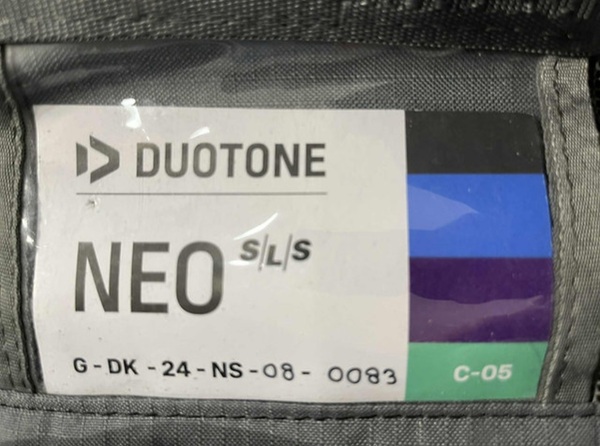 DUOTONE
NEO S/L/S
G-DK-24-NS-08-0083
C-05